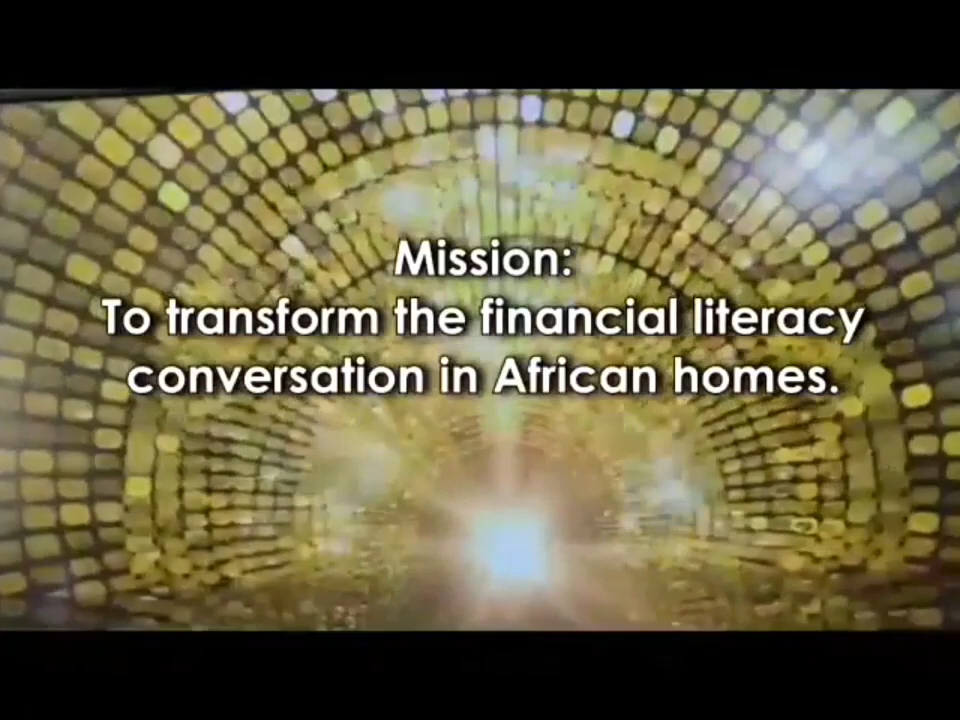 Mission:
To transform the financial literacy
conversation in African homes.